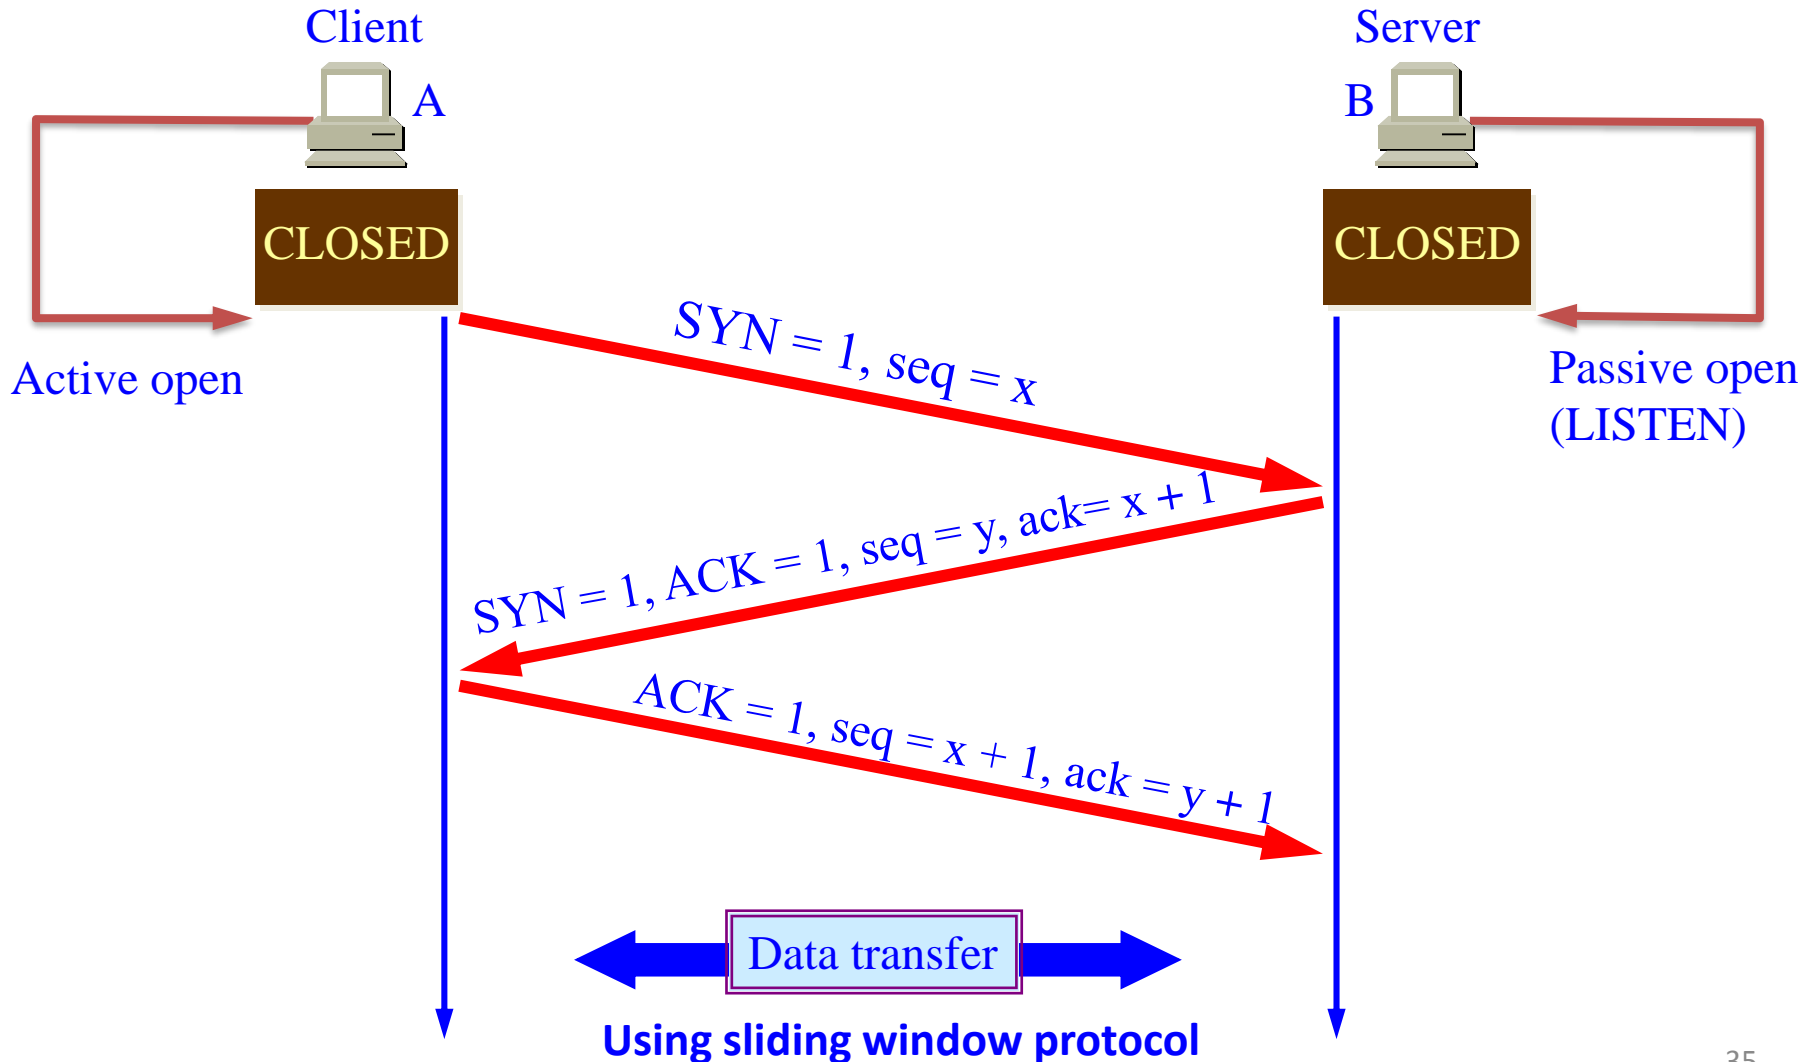 Client
Server
A
B
CLOSED
CLOSED
SYN = 1, seq = x
Active open
Passive open
(LISTEN)
SYN = 1, ACK = 1, seq = y, ack= x + 1
ACK = 1, seq = x + 1, ack = y + 1
Data transfer
Using sliding window protocol
35